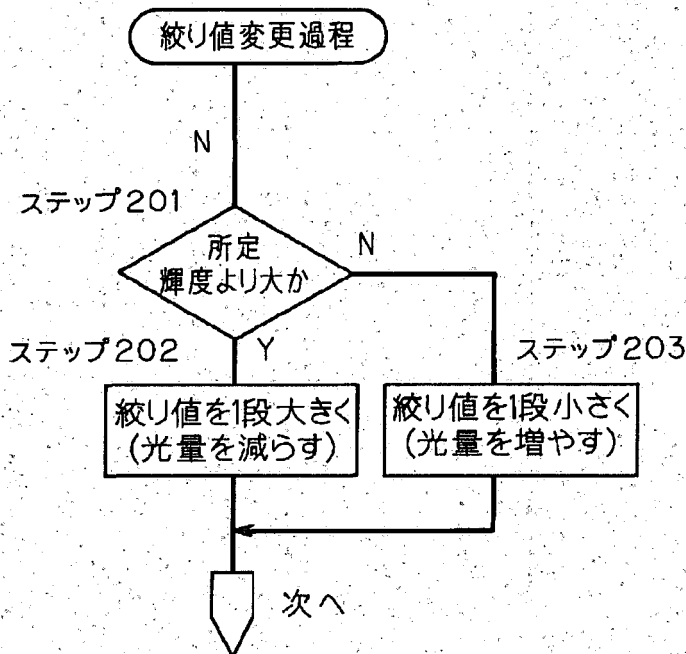 絞り値変更過程
N
ステップ201
所定
輝度より大か
N
ステップ202
Y
ステップ203
絞り値を1段大きく
(光量を減らす)
絞り値を1段小さく
(光量を増やす)
次へ